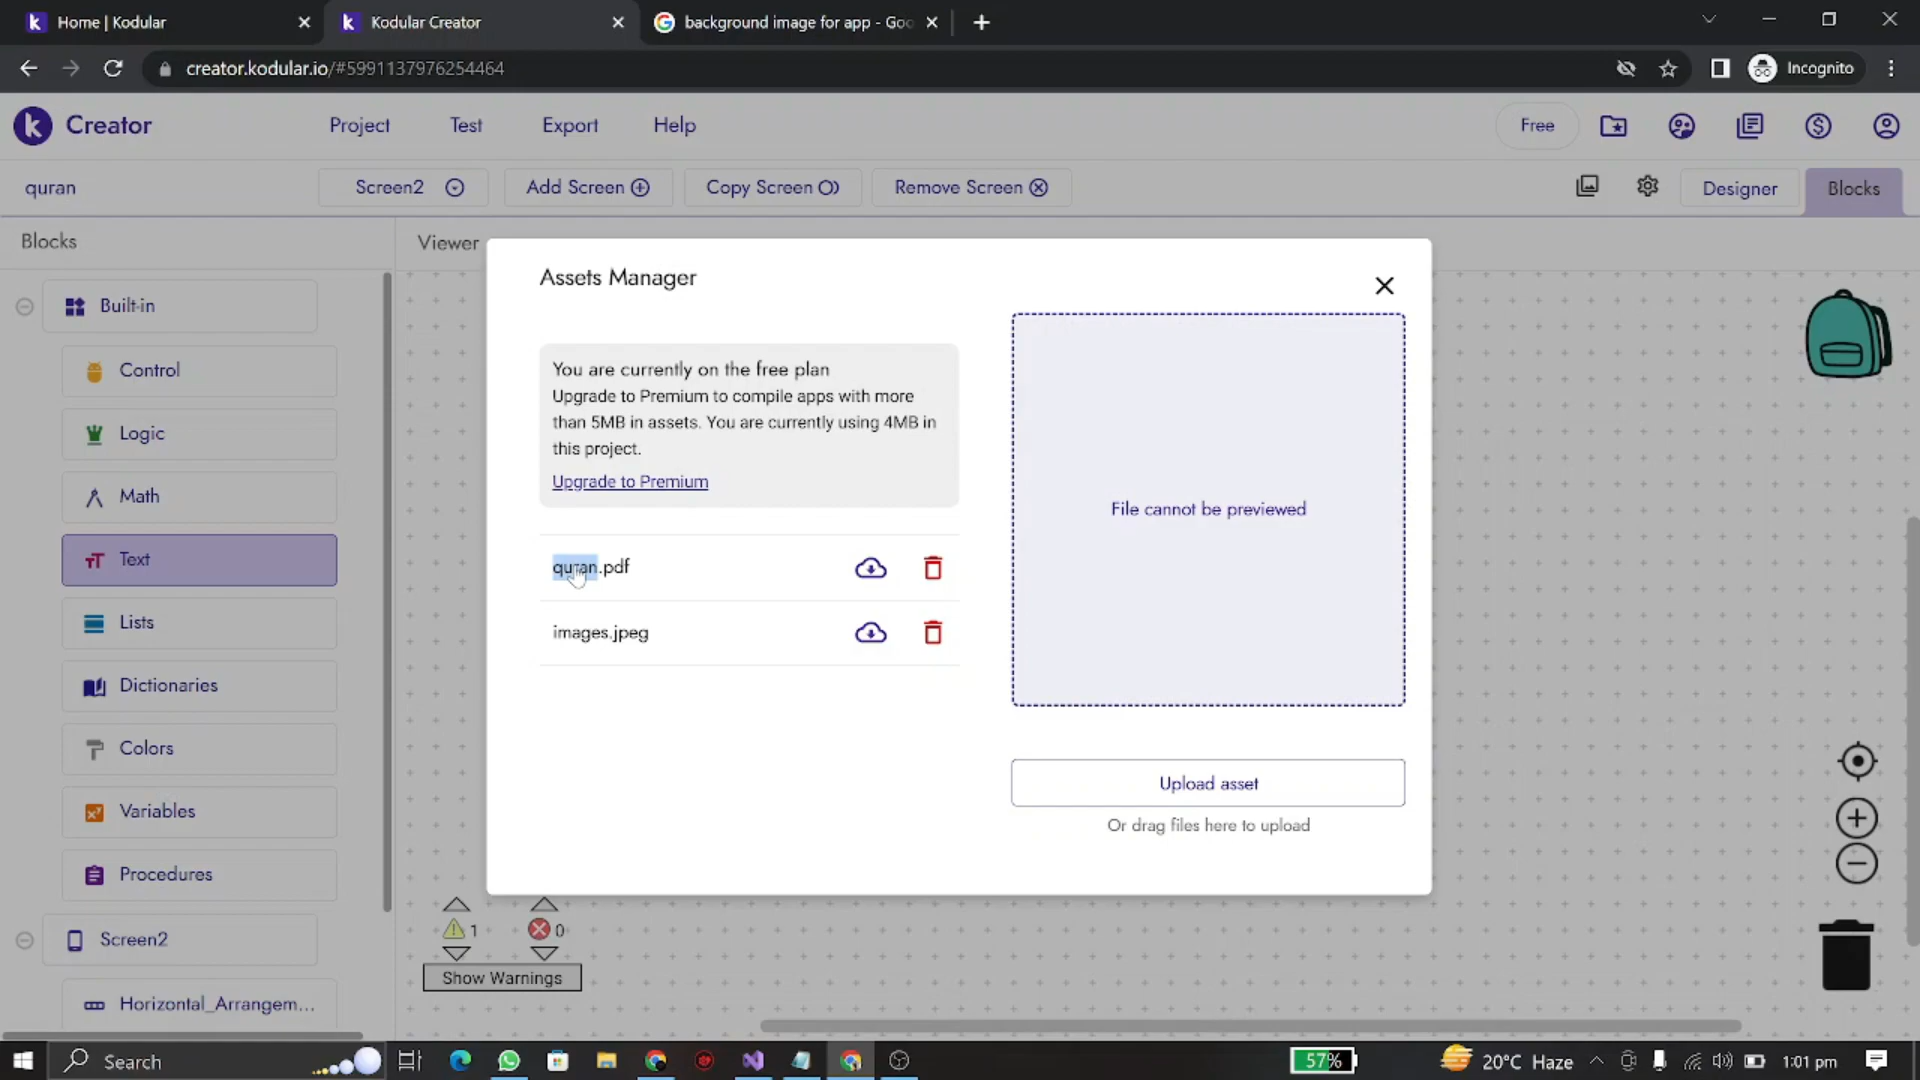 Home | Kodular
Kodular Creator
background image for app - Goo
creator.kodular.io/#5991137976254464
Incognito
Creator
Project
Test
Export
Help
Free
quran
Screen2
Add Screen
Copy Screen
Remove Screen
Designer
Blocks
Blocks
Viewer
Built-in
Control
Logic
Math
Text
Lists
Dictionaries
Colors
Variables
Procedures
Screen2
Horizontal_Arrangem...
Assets Manager
You are currently on the free plan
Upgrade to Premium to compile apps with more
than 5MB in assets. You are currently using 4MB in
this project.
Upgrade to Premium
quran.pdf
images.jpeg
File cannot be previewed
Upload asset
Or drag files here to upload
1
0
Show Warnings
Search
57%
20°C Haze
1:01 pm